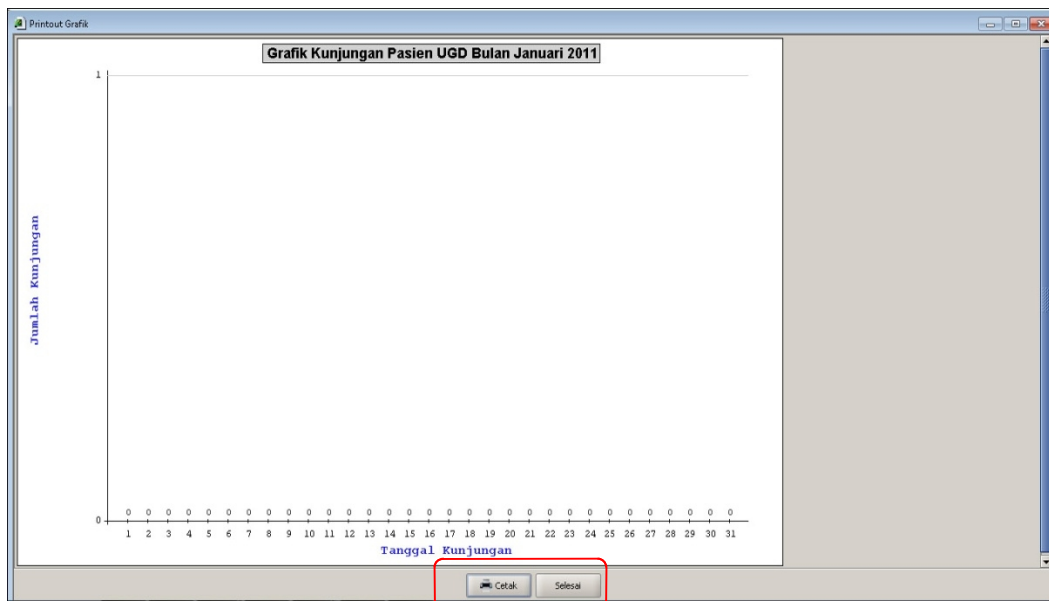 Printout Grafik
Grafik Kunjungan Pasien UGD Bulan Januari 2011
1
Jumlah Kunjungan
0 0 0 0 0 0 0 0 0 0 0 0 0 0 0 0 0 0 0 0 0 0 0 0 0 0 0 0 0 0 0
0
1 2 3 4 5 6 7 8 9 10 11 12 13 14 15 16 17 18 19 20 21 22 23 24 25 26 27 28 29 30 31
Tanggal Kunjungan
Cetak Selesai